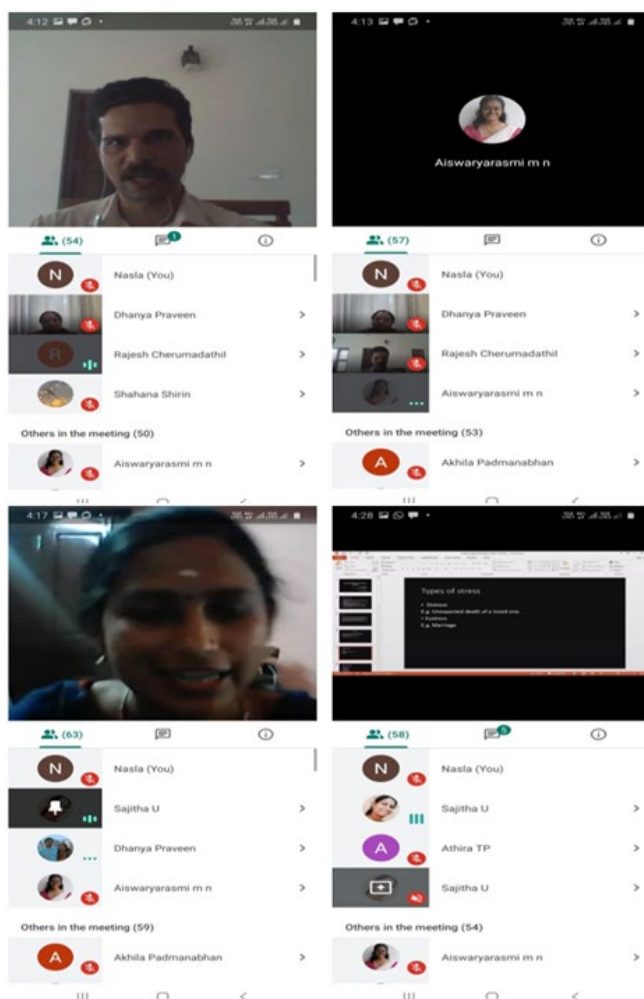 4:12
(54)
1
N
Nasla (You)
Dhanya Praveen
R
Rajesh Cherumadathil
Shahana Shirin
Others in the meeting (50)
Aiswaryarasmi m n
4:13
Aiswaryarasmi m n
(57)
N
Nasla (You)
Dhanya Praveen
Rajesh Cherumadathil
Aiswaryarasmi m n
Others in the meeting (53)
A
Akhila Padmanabhan
4:17
(63)
N
Nasla (You)
Sajitha U
Dhanya Praveen
Aiswaryarasmi m n
Others in the meeting (59)
A
Akhila Padmanabhan
4:28
Types of stress
• Distress
E.g. Unexpected death of a loved one.
• Eustress
E.g. Marriage
(58)
5
N
Nasla (You)
Sajitha U
A
Athira TP
Sajitha U
Others in the meeting (54)
Aiswaryarasmi m n